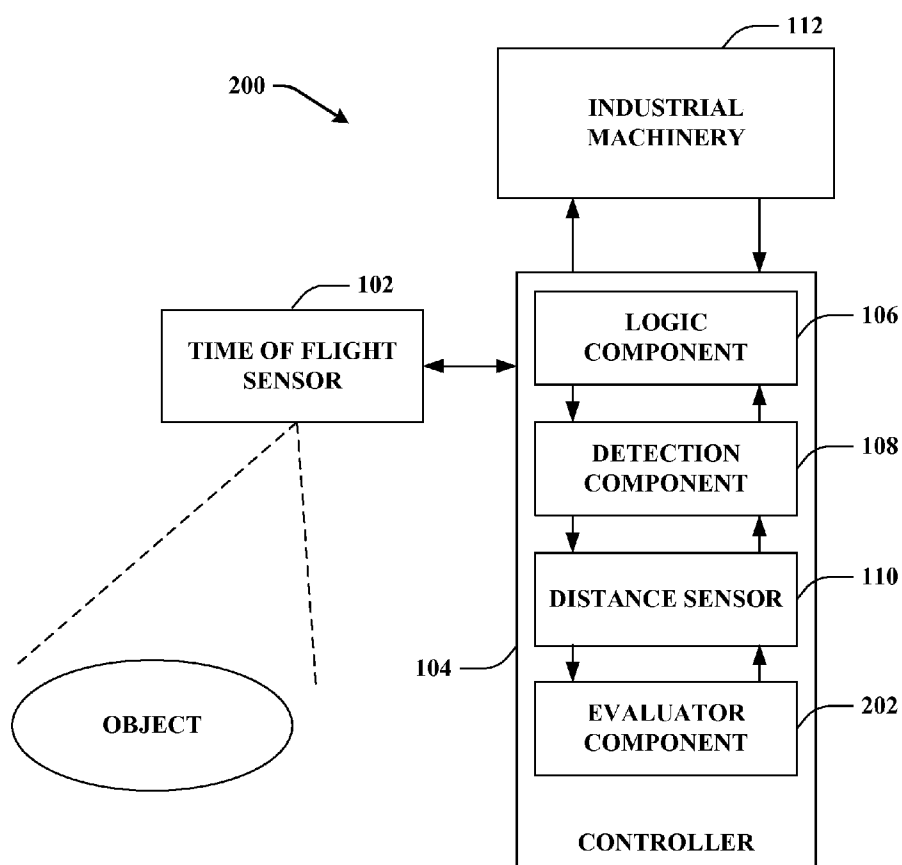 112
200
INDUSTRIAL
MACHINERY
102
TIME OF FLIGHT
SENSOR
106
LOGIC
COMPONENT
108
DETECTION
COMPONENT
110
DISTANCE SENSOR
104
202
EVALUATOR
COMPONENT
OBJECT
CONTROLLER